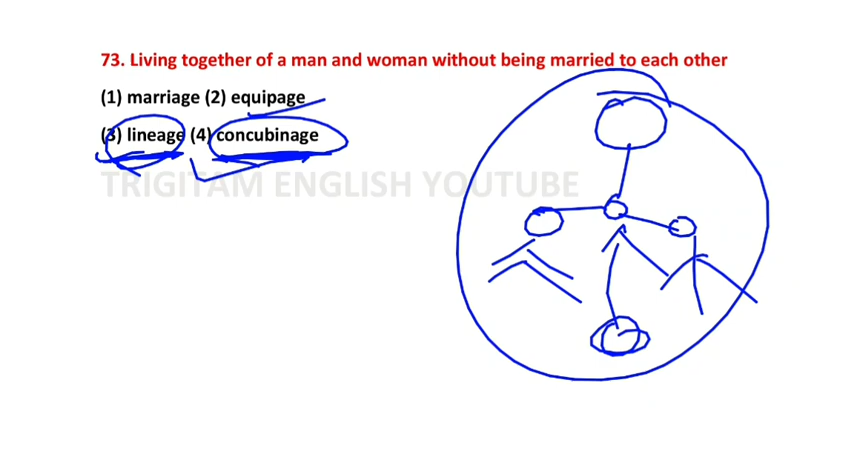 73. Living together of a man and woman without being married to each other
(1) marriage (2) equipage
(3) lineage (4) concubinage
TRIGITAM ENGLISH YOUTUBE